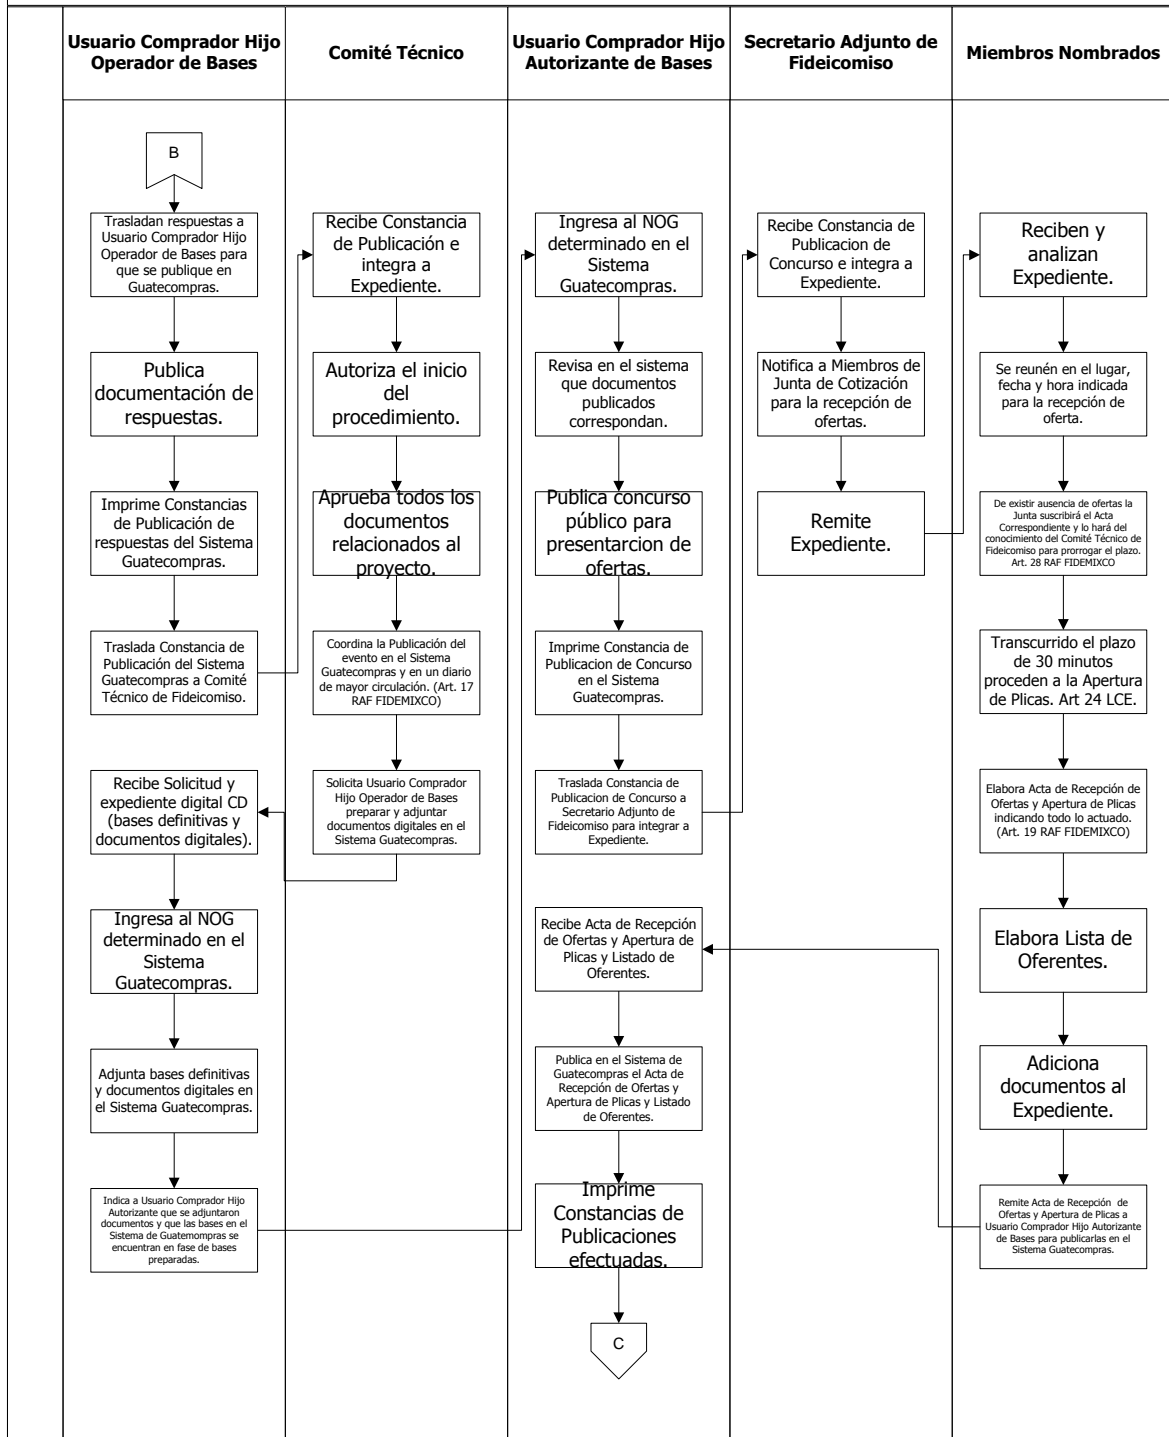 Usuario Comprador Hijo
Operador de Bases
Comité Técnico
Usuario Comprador Hijo
Autorizante de Bases
Secretario Adjunto de
Fideicomiso
Miembros Nombrados
B
Trasladan respuestas a
Usuario Comprador Hijo
Operador de Bases para
que se publique en
Guatecompras.
Publica
documentación de
respuestas.
Imprime Constancias
de Publicación de
respuestas del Sistema
Guatecompras.
Traslada Constancia de
Publicación del Sistema
Guatecompras a Comité
Técnico de Fideicomiso.
Recibe Solicitud y
expediente digital CD
(bases definitivas y
documentos digitales).
Ingresa al NOG
determinado en el
Sistema
Guatecompras.
Adjunta bases definitivas
y documentos digitales en
el Sistema Guatecompras.
Indica a Usuario Comprador Hijo
Autorizante que se adjuntaron
documentos y que las bases en el
Sistema de Guatemompras se
encuentran en fase de bases
preparadas.
Recibe Constancia
de Publicación e
integra a
Expediente.
Autoriza el inicio
del
procedimiento.
Aprueba todos los
documentos
relacionados al
proyecto.
Coordina la Publicación del
evento en el Sistema
Guatecompras y en un diario
de mayor circulación. (Art. 17
RAF FIDEMIXCO)
Solicita Usuario Comprador
Hijo Operador de Bases
preparar y adjuntar
documentos digitales en el
Sistema Guatecompras.
Ingresa al NOG
determinado en el
Sistema
Guatecompras.
Revisa en el sistema
que documentos
publicados
correspondan.
Publica concurso
público para
presentarcion de
ofertas.
Imprime Constancia de
Publicacion de Concurso
en el Sistema
Guatecompras.
Traslada Constancia de
Publicacion de Concurso a
Secretario Adjunto de
Fideicomiso para integrar a
Expediente.
Recibe Acta de Recepción
de Ofertas y Apertura de
Plicas y Listado de
Oferentes.
Publica en el Sistema de
Guatecompras el Acta de
Recepción de Ofertas y
Apertura de Plicas y Listado
de Oferentes.
Imprime
Constancias de
Publicaciones
efectuadas.
C
Recibe Constancia de
Publicacion de
Concurso e integra a
Expediente.
Notifica a Miembros de
Junta de Cotización
para la recepción de
ofertas.
Remite
Expediente.
Reciben y
analizan
Expediente.
Se reunén en el lugar,
fecha y hora indicada
para la recepción de
oferta.
De existir ausencia de ofertas la
Junta suscribirá el Acta
Correspondiente y lo hará del
conocimiento del Comité Técnico de
Fideicomiso para prorrogar el plazo.
Art. 28 RAF FIDEMIXCO
Transcurrido el plazo
de 30 minutos
proceden a la Apertura
de Plicas. Art 24 LCE.
Elabora Acta de Recepción de
Ofertas y Apertura de Plicas
indicando todo lo actuado.
(Art. 19 RAF FIDEMIXCO)
Elabora Lista de
Oferentes.
Adiciona
documentos al
Expediente.
Remite Acta de Recepción de
Ofertas y Apertura de Plicas a
Usuario Comprador Hijo Autorizante
de Bases para publicarlas en el
Sistema Guatecompras.